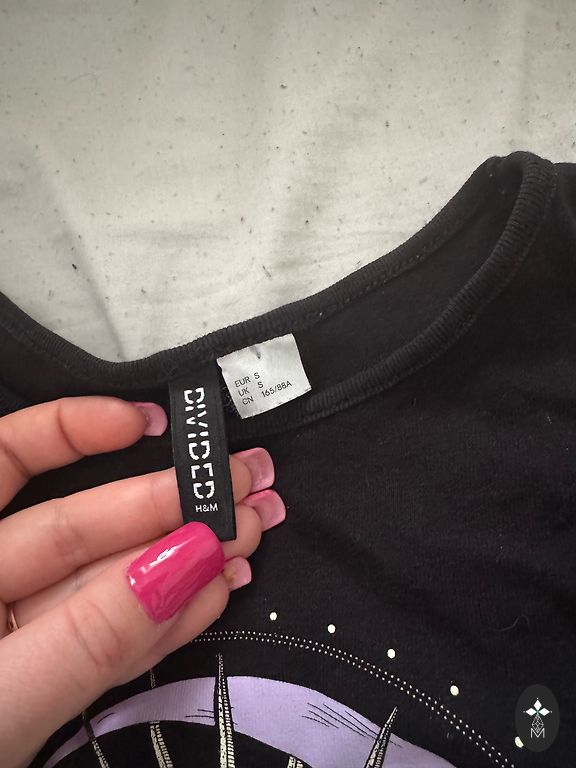 EUR S
UK S
CN 165/88A
DIVIDED
H&M